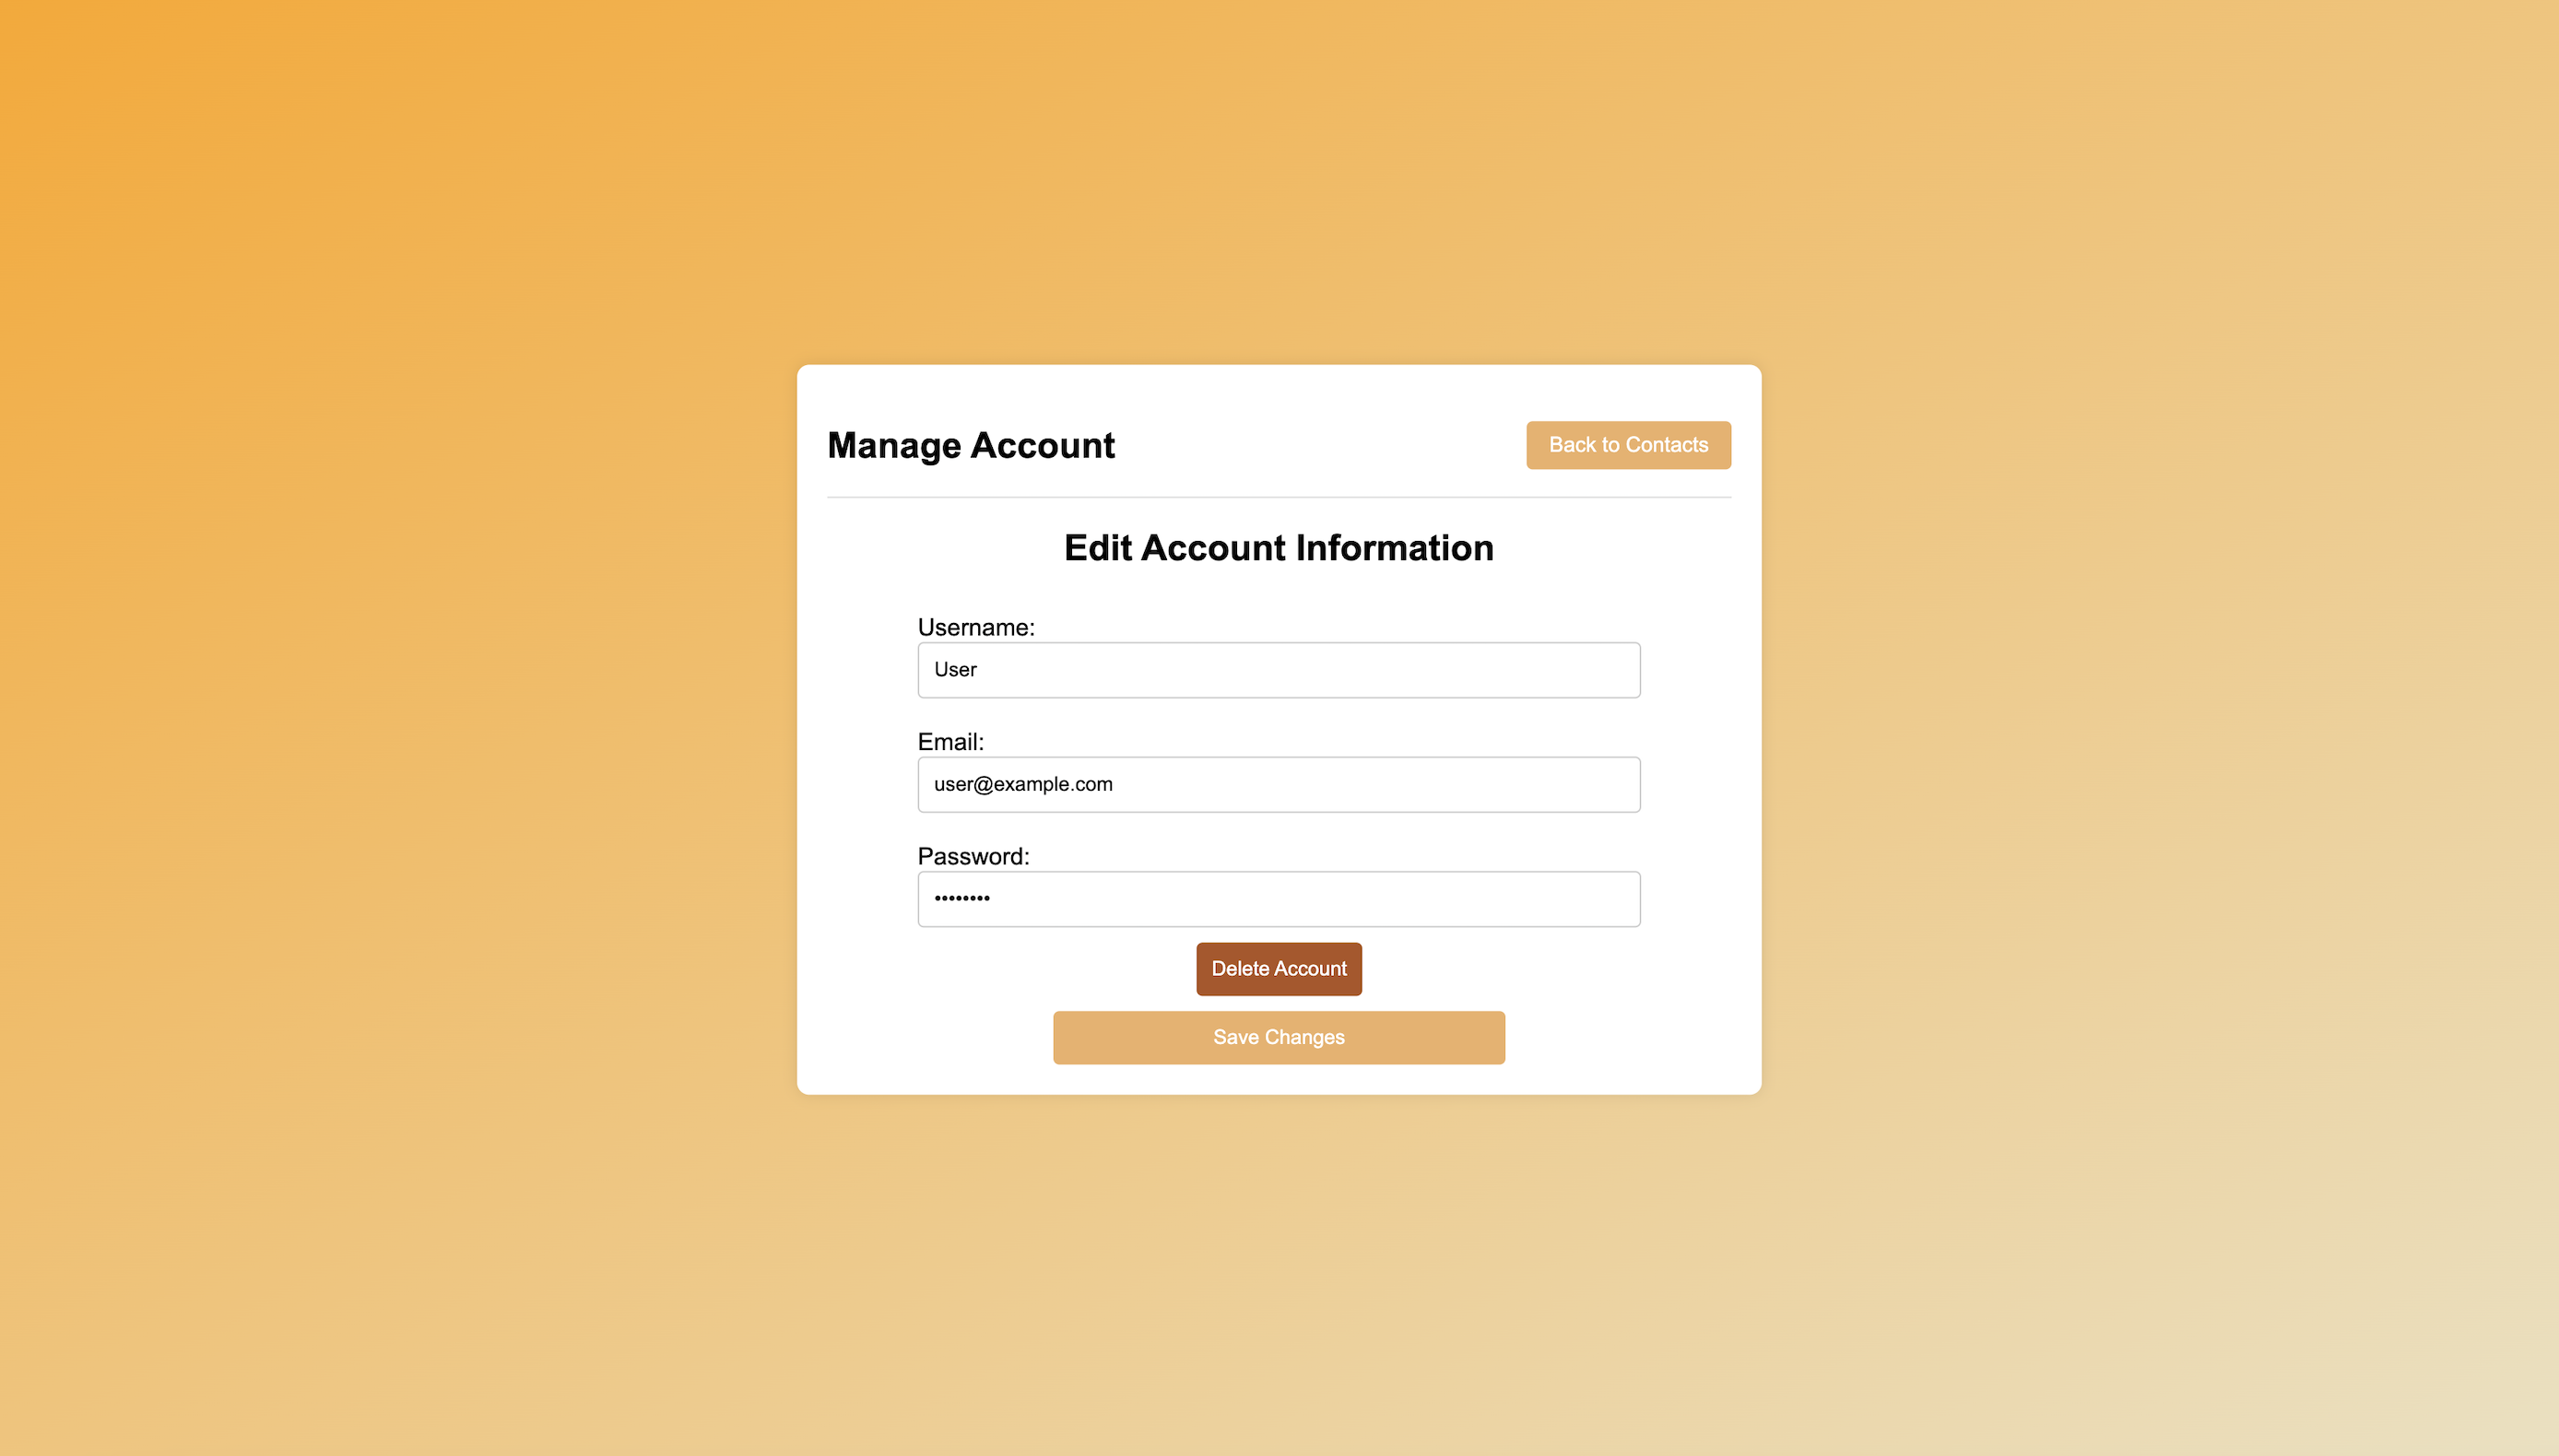 Manage Account
Back to Contacts
Edit Account Information
Username:
User
Email:
user@example.com
Password:
••••••••
Delete Account
Save Changes